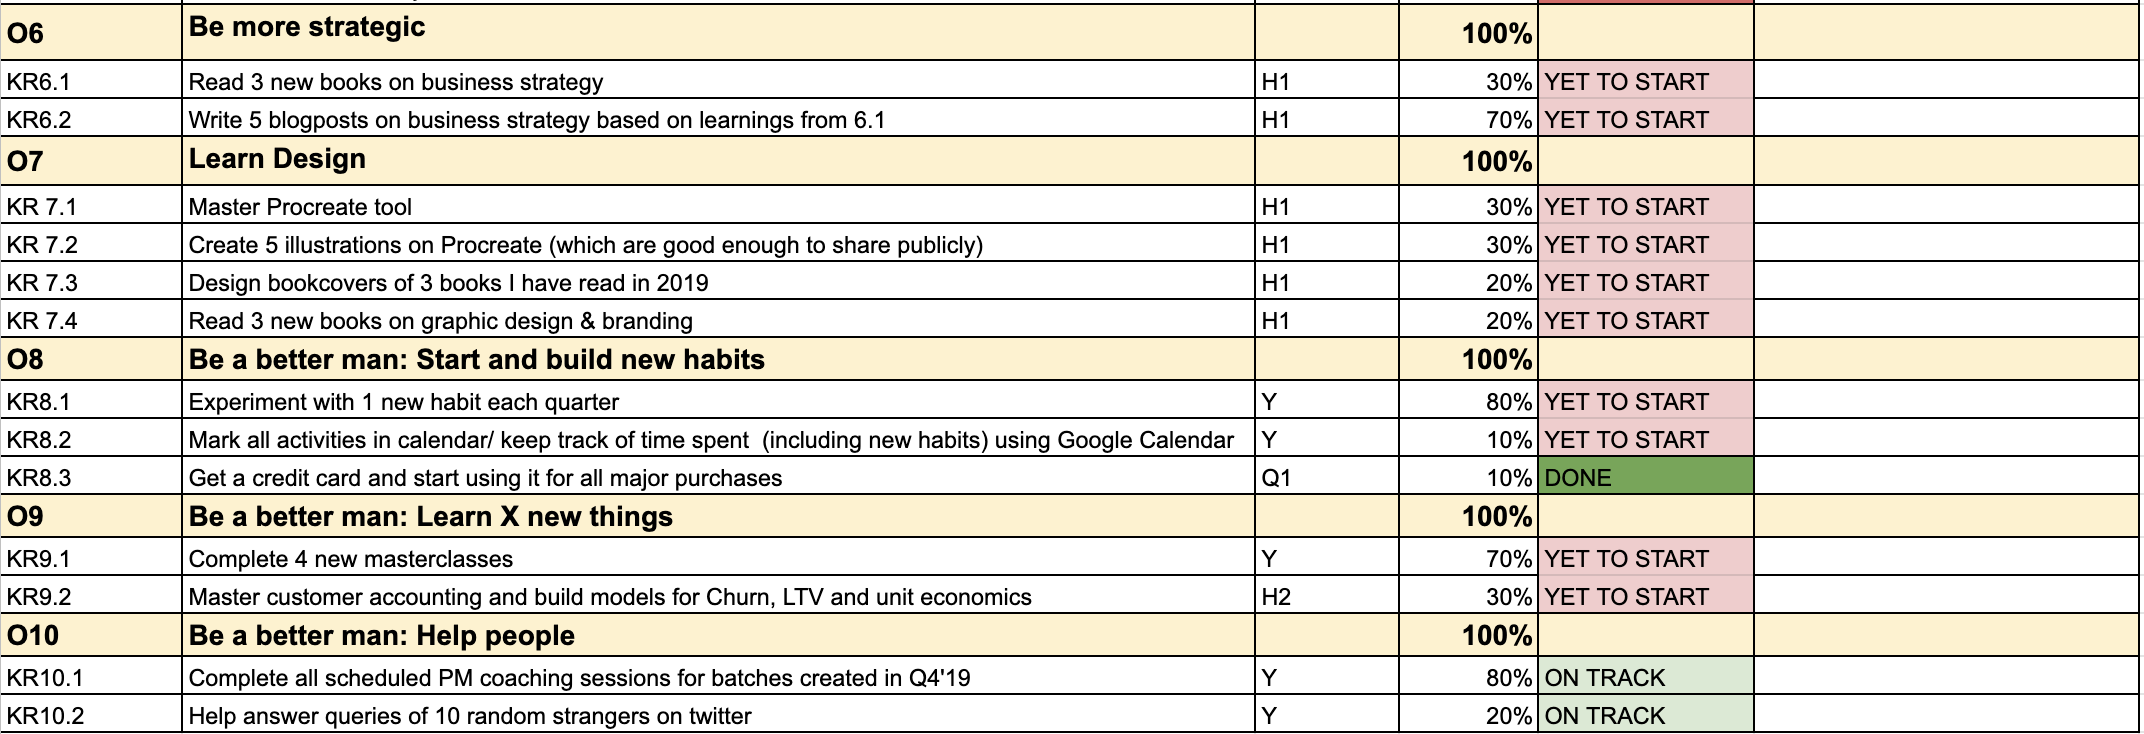 O6 Be more strategic 100%
KR6.1 Read 3 new books on business strategy H1 30% YET TO START
KR6.2 Write 5 blogposts on business strategy based on learnings from 6.1 H1 70% YET TO START
O7 Learn Design 100%
KR 7.1 Master Procreate tool H1 30% YET TO START
KR 7.2 Create 5 illustrations on Procreate (which are good enough to share publicly) H1 30% YET TO START
KR 7.3 Design bookcovers of 3 books I have read in 2019 H1 20% YET TO START
KR 7.4 Read 3 new books on graphic design & branding H1 20% YET TO START
O8 Be a better man: Start and build new habits 100%
KR8.1 Experiment with 1 new habit each quarter Y 80% YET TO START
KR8.2 Mark all activities in calendar/ keep track of time spent  (including new habits) using Google Calendar Y 10% YET TO START
KR8.3 Get a credit card and start using it for all major purchases Q1 10% DONE
O9 Be a better man: Learn X new things 100%
KR9.1 Complete 4 new masterclasses Y 70% YET TO START
KR9.2 Master customer accounting and build models for Churn, LTV and unit economics H2 30% YET TO START
O10 Be a better man: Help people 100%
KR10.1 Complete all scheduled PM coaching sessions for batches created in Q4'19 Y 80% ON TRACK
KR10.2 Help answer queries of 10 random strangers on twitter Y 20% ON TRACK